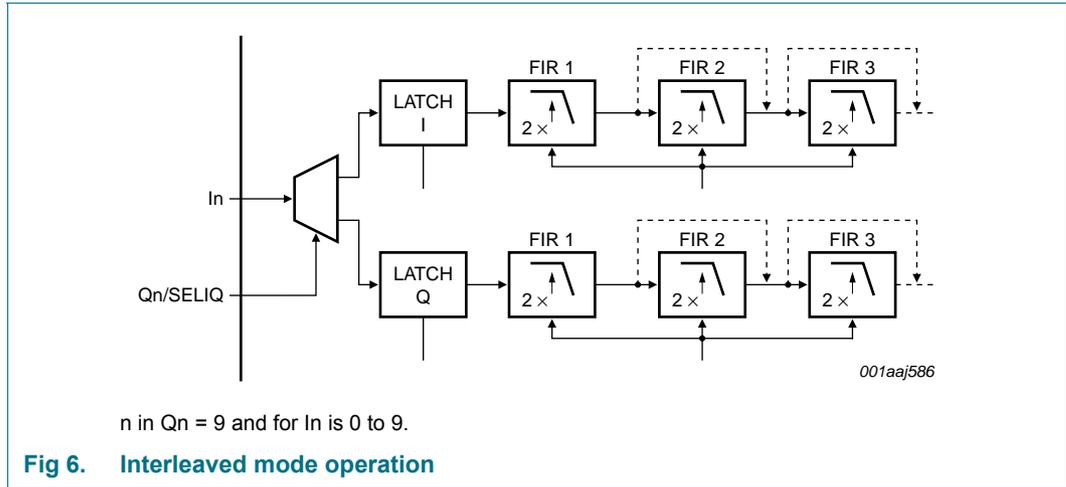 FIR 1 FIR 2 FIR 3
LATCH
I
2 × 2 × 2 ×
In
FIR 1 FIR 2 FIR 3
LATCH
Q
Qn/SELIQ
2 × 2 × 2 ×
001aaj586
n in Qn = 9 and for In is 0 to 9.
Fig 6. Interleaved mode operation